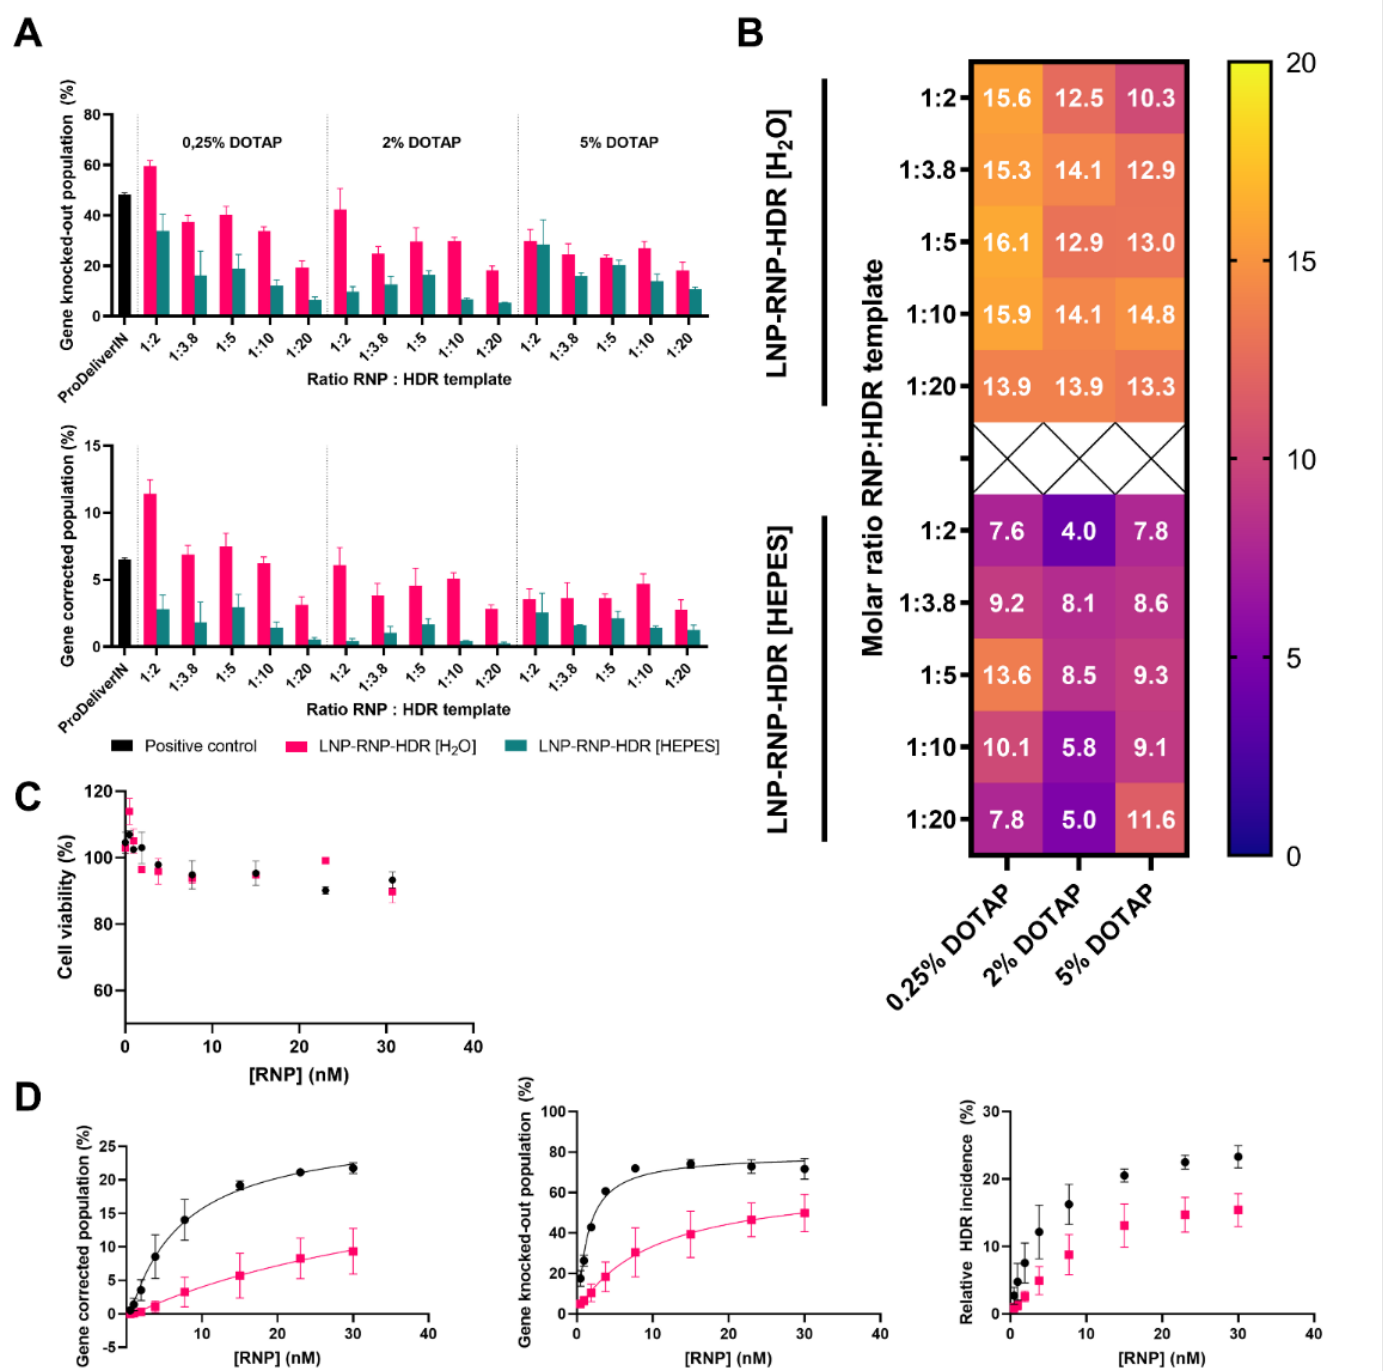 A
Gene knocked-out population (%)
80
60
40
20
0
0,25% DOTAP
2% DOTAP
5% DOTAP
ProDeliverIN
1:2
1:3.8
1:5
1:10
1:20
1:2
1:3.8
1:5
1:10
1:20
1:2
1:3.8
1:5
1:10
1:20
Ratio RNP : HDR template
Gene corrected population (%)
15
10
5
0
ProDeliverIN
1:2
1:3.8
1:5
1:10
1:20
1:2
1:3.8
1:5
1:10
1:20
1:2
1:3.8
1:5
1:10
1:20
Ratio RNP : HDR template
Positive control
LNP-RNP-HDR [H₂O]
LNP-RNP-HDR [HEPES]
B
LNP-RNP-HDR [H₂O]
LNP-RNP-HDR [HEPES]
Molar ratio RNP:HDR template
1:2 15.6 12.5 10.3
1:3.8 15.3 14.1 12.9
1:5 16.1 12.9 13.0
1:10 15.9 14.1 14.8
1:20 13.9 13.9 13.3
1:2 7.6 4.0 7.8
1:3.8 9.2 8.1 8.6
1:5 13.6 8.5 9.3
1:10 10.1 5.8 9.1
1:20 7.8 5.0 11.6
0.25% DOTAP
2% DOTAP
5% DOTAP
20
15
10
5
0
C
Cell viability (%)
120
100
80
60
0 10 20 30 40
[RNP] (nM)
D
Gene corrected population (%)
25
20
15
10
5
0
-5
10 20 30 40
[RNP] (nM)
Gene knocked-out population (%)
100
80
60
40
20
0
0 10 20 30 40
[RNP] (nM)
Relative HDR incidence (%)
30
20
10
0
0 10 20 30 40
[RNP] (nM)